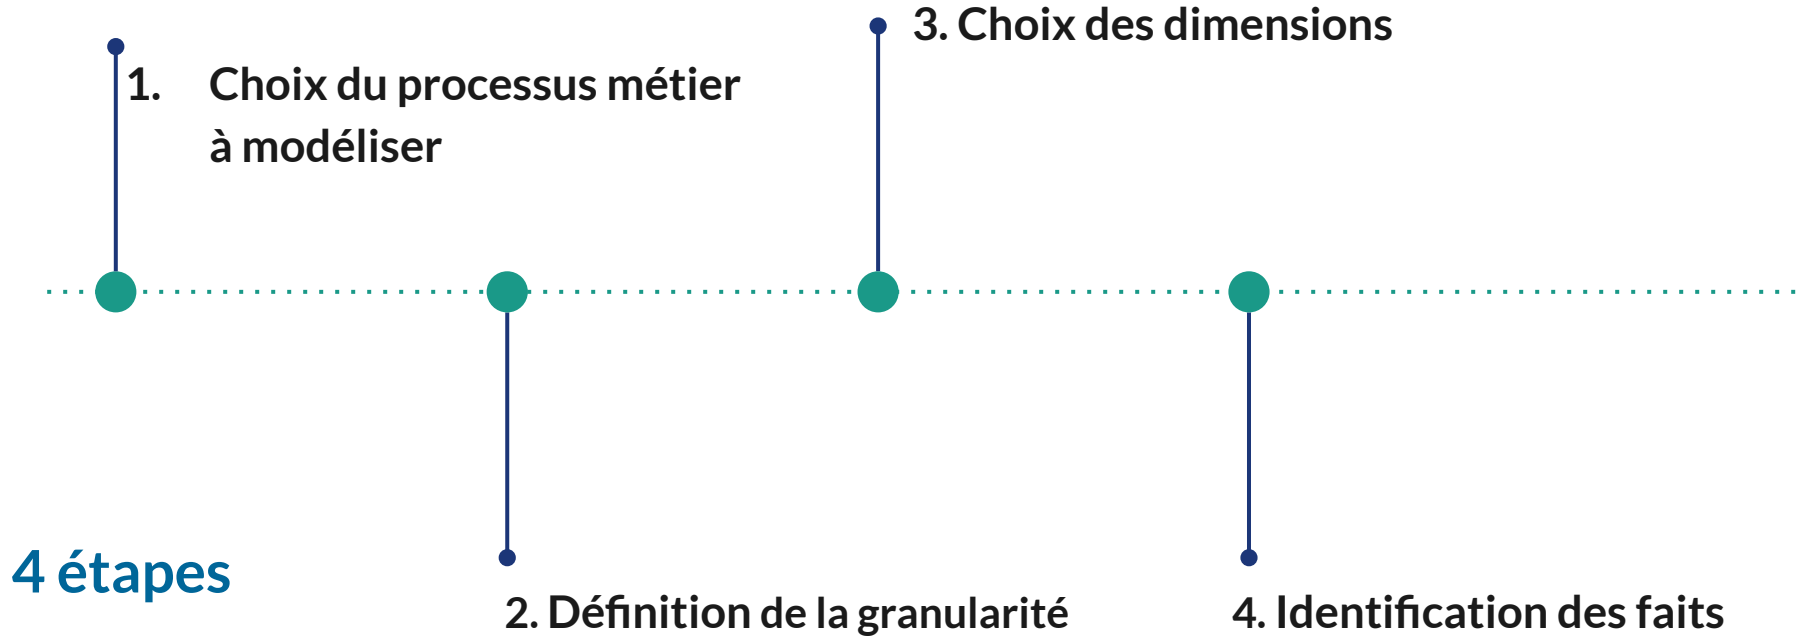 1. Choix du processus métier
à modéliser
2. Définition de la granularité
3. Choix des dimensions
4. Identification des faits
4 étapes